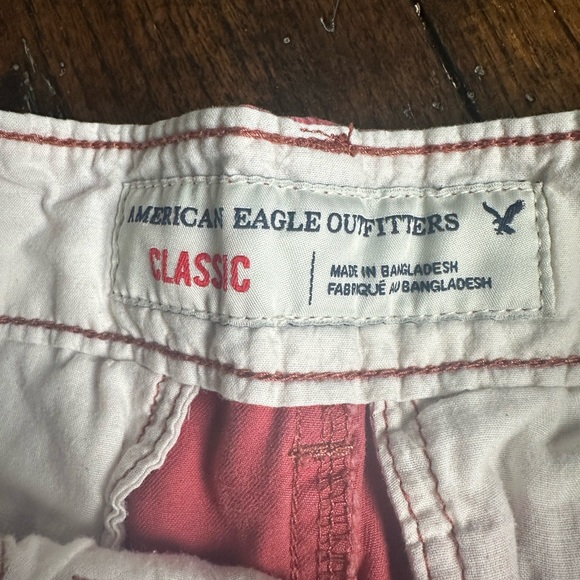 AMERICAN EAGLE OUTFITTERS
CLASSIC
MADE IN BANGLADESH
FABRIQUÉ AU BANGLADESH